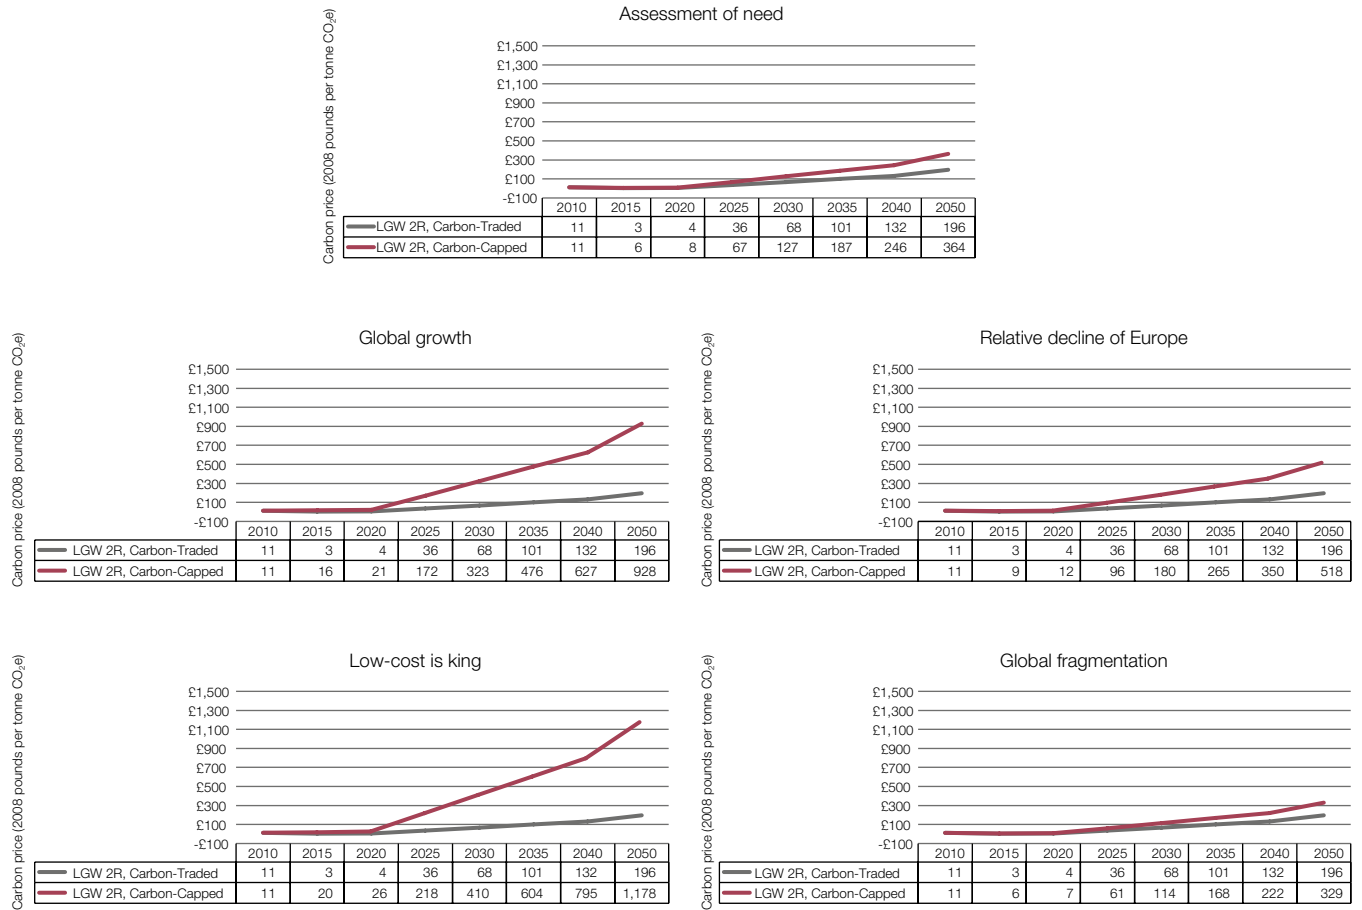 Assessment of need
Carbon price (2008 pounds per tonne CO₂e)
£1,500
£1,300
£1,100
£900
£700
£500
£300
£100
-£100
2010 2015 2020 2025 2030 2035 2040 2050
LGW 2R, Carbon-Traded 11 3 4 36 68 101 132 196
LGW 2R, Carbon-Capped 11 6 8 67 127 187 246 364
Global growth
Carbon price (2008 pounds per tonne CO₂e)
£1,500
£1,300
£1,100
£900
£700
£500
£300
£100
-£100
2010 2015 2020 2025 2030 2035 2040 2050
LGW 2R, Carbon-Traded 11 3 4 36 68 101 132 196
LGW 2R, Carbon-Capped 11 16 21 172 323 476 627 928
Relative decline of Europe
Carbon price (2008 pounds per tonne CO₂e)
£1,500
£1,300
£1,100
£900
£700
£500
£300
£100
-£100
2010 2015 2020 2025 2030 2035 2040 2050
LGW 2R, Carbon-Traded 11 3 4 36 68 101 132 196
LGW 2R, Carbon-Capped 11 9 12 96 180 265 350 518
Low-cost is king
Carbon price (2008 pounds per tonne CO₂e)
£1,500
£1,300
£1,100
£900
£700
£500
£300
£100
-£100
2010 2015 2020 2025 2030 2035 2040 2050
LGW 2R, Carbon-Traded 11 3 4 36 68 101 132 196
LGW 2R, Carbon-Capped 11 20 26 218 410 604 795 1,178
Global fragmentation
Carbon price (2008 pounds per tonne CO₂e)
£1,500
£1,300
£1,100
£900
£700
£500
£300
£100
-£100
2010 2015 2020 2025 2030 2035 2040 2050
LGW 2R, Carbon-Traded 11 3 4 36 68 101 132 196
LGW 2R, Carbon-Capped 11 6 7 61 114 168 222 329